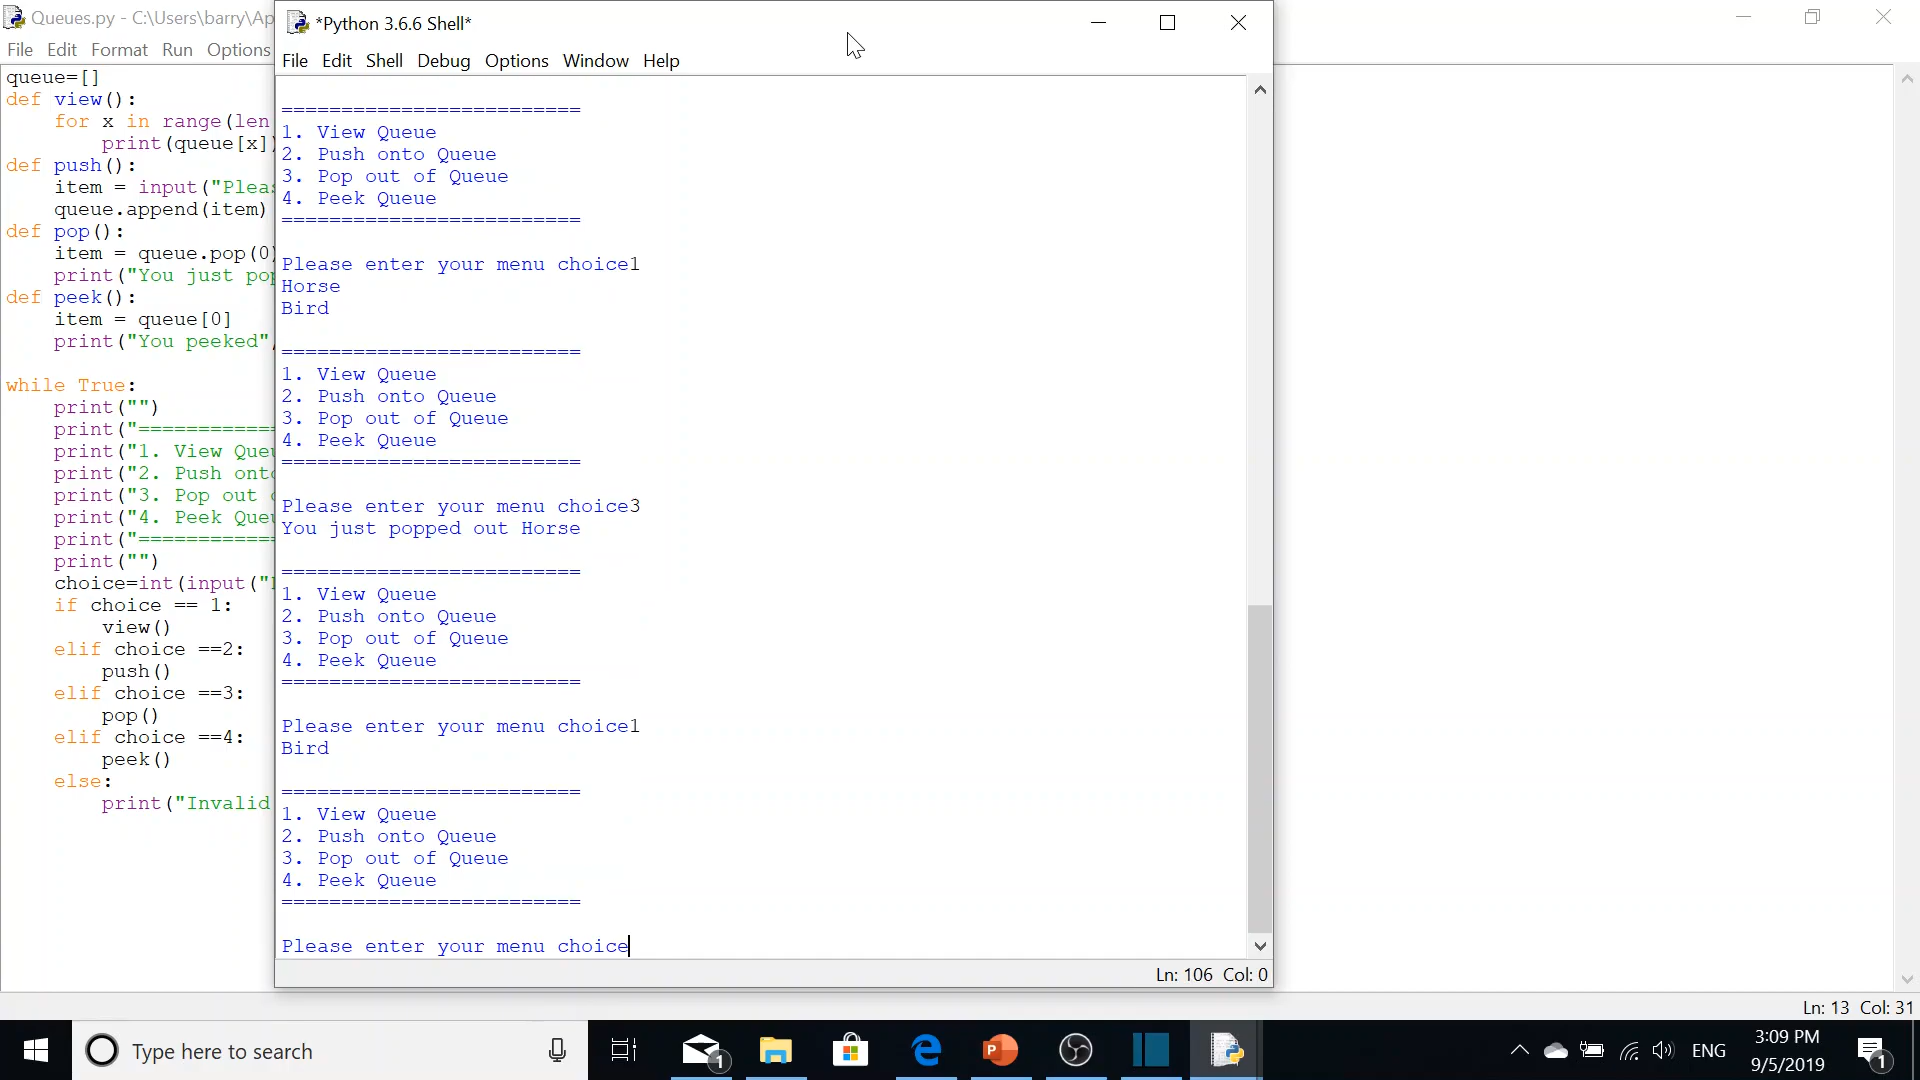 Queues.py - C:\Users\barry\Ap
File Edit Format Run Options
queue=[]
def view():
for x in range(len
print(queue[x])
def push():
item = input("Pleas
queue.append(item)
def pop():
item = queue.pop(0)
print("You just pop
def peek():
item = queue[0]
print("You peeked",
while True:
print("")
print("============
print("1. View Queu
print("2. Push onto
print("3. Pop out o
print("4. Peek Queu
print("============
print("")
choice=int(input("P
if choice == 1:
view()
elif choice ==2:
push()
elif choice ==3:
pop()
elif choice ==4:
peek()
else:
print("Invalid
*Python 3.6.6 Shell*
File Edit Shell Debug Options Window Help
=========================
1. View Queue
2. Push onto Queue
3. Pop out of Queue
4. Peek Queue
=========================
Please enter your menu choice1
Horse
Bird
=========================
1. View Queue
2. Push onto Queue
3. Pop out of Queue
4. Peek Queue
=========================
Please enter your menu choice3
You just popped out Horse
=========================
1. View Queue
2. Push onto Queue
3. Pop out of Queue
4. Peek Queue
=========================
Please enter your menu choice1
Bird
=========================
1. View Queue
2. Push onto Queue
3. Pop out of Queue
4. Peek Queue
=========================
Please enter your menu choice
Ln: 106 Col: 0
Ln: 13 Col: 31
Type here to search
1
P
ENG
3:09 PM
9/5/2019
1